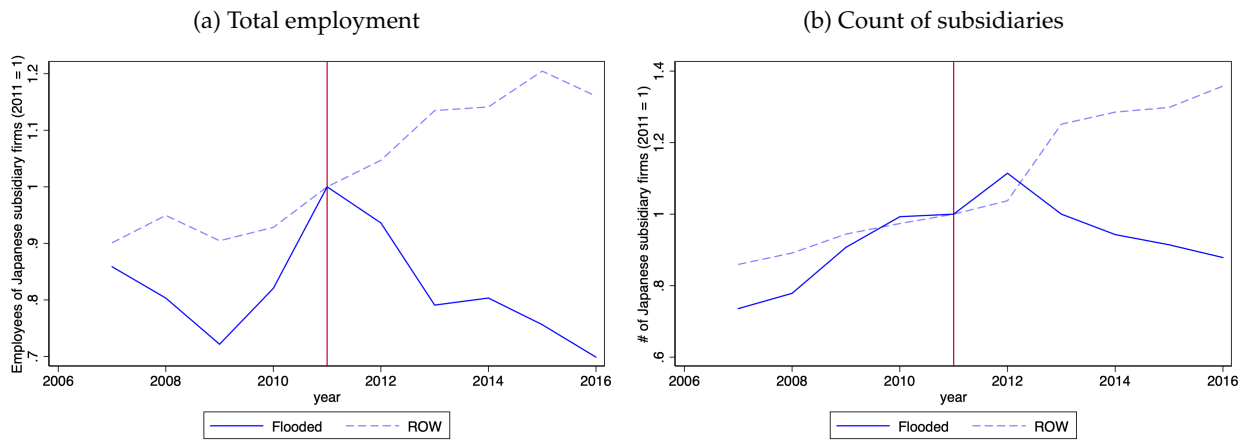 (a) Total employment
Employees of Japanese subsidiary firms (2011 = 1)
1.2
1.1
1
.9
.8
.7
2006 2008 2010 2012 2014 2016
year
Flooded ROW
(b) Count of subsidiaries
# of Japanese subsidiary firms (2011 = 1)
1.4
1.2
1
.8
.6
2006 2008 2010 2012 2014 2016
year
Flooded ROW